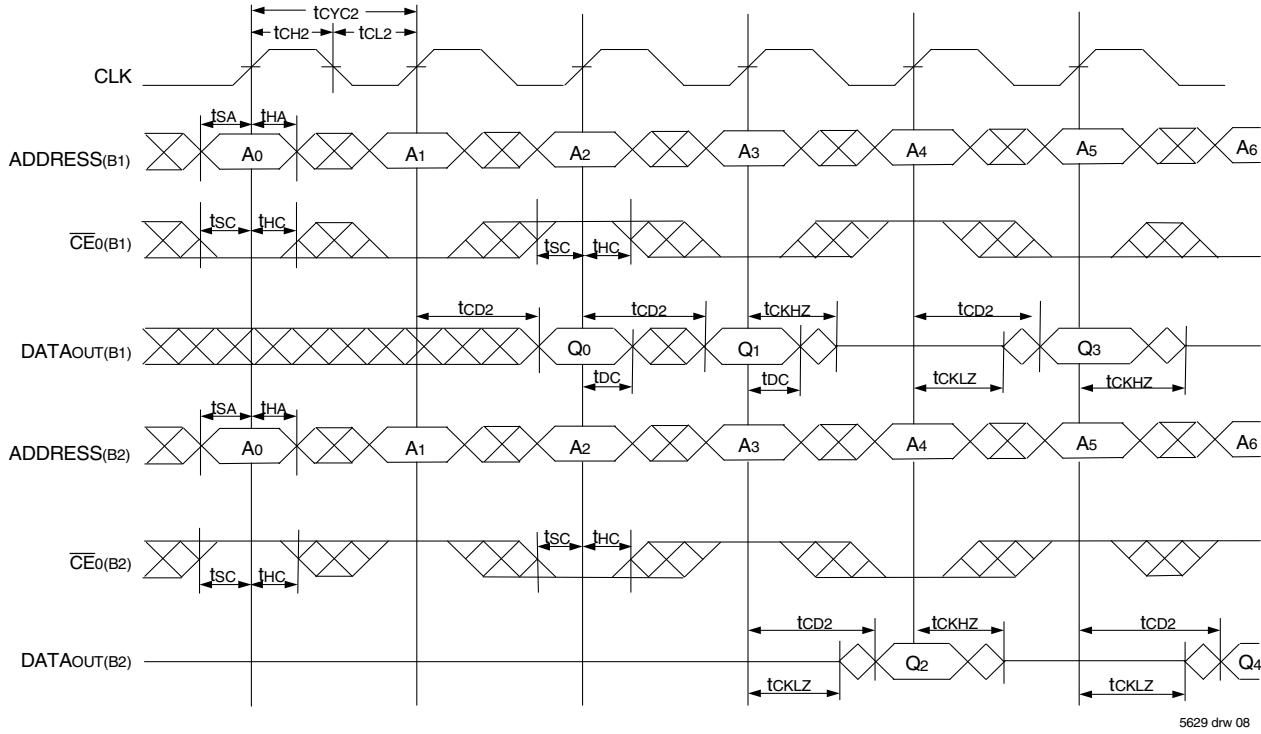 tCYC2
tCH2 tCL2
CLK
tSA tHA
ADDRESS(B1) A0 A1 A2 A3 A4 A5 A6
tSC tHC
CE0(B1)
tSC tHC
tCD2 tCD2 tCKHZ tCD2
DATAOUT(B1) Q0 Q1 Q3
tDC tDC tCKLZ tCKHZ
tSA tHA
ADDRESS(B2) A0 A1 A2 A3 A4 A5 A6
tSC tHC
CE0(B2)
tSC tHC
tCD2 tCKHZ tCD2
DATAOUT(B2) Q2 Q4
tCKLZ tCKLZ
5629 drw 08